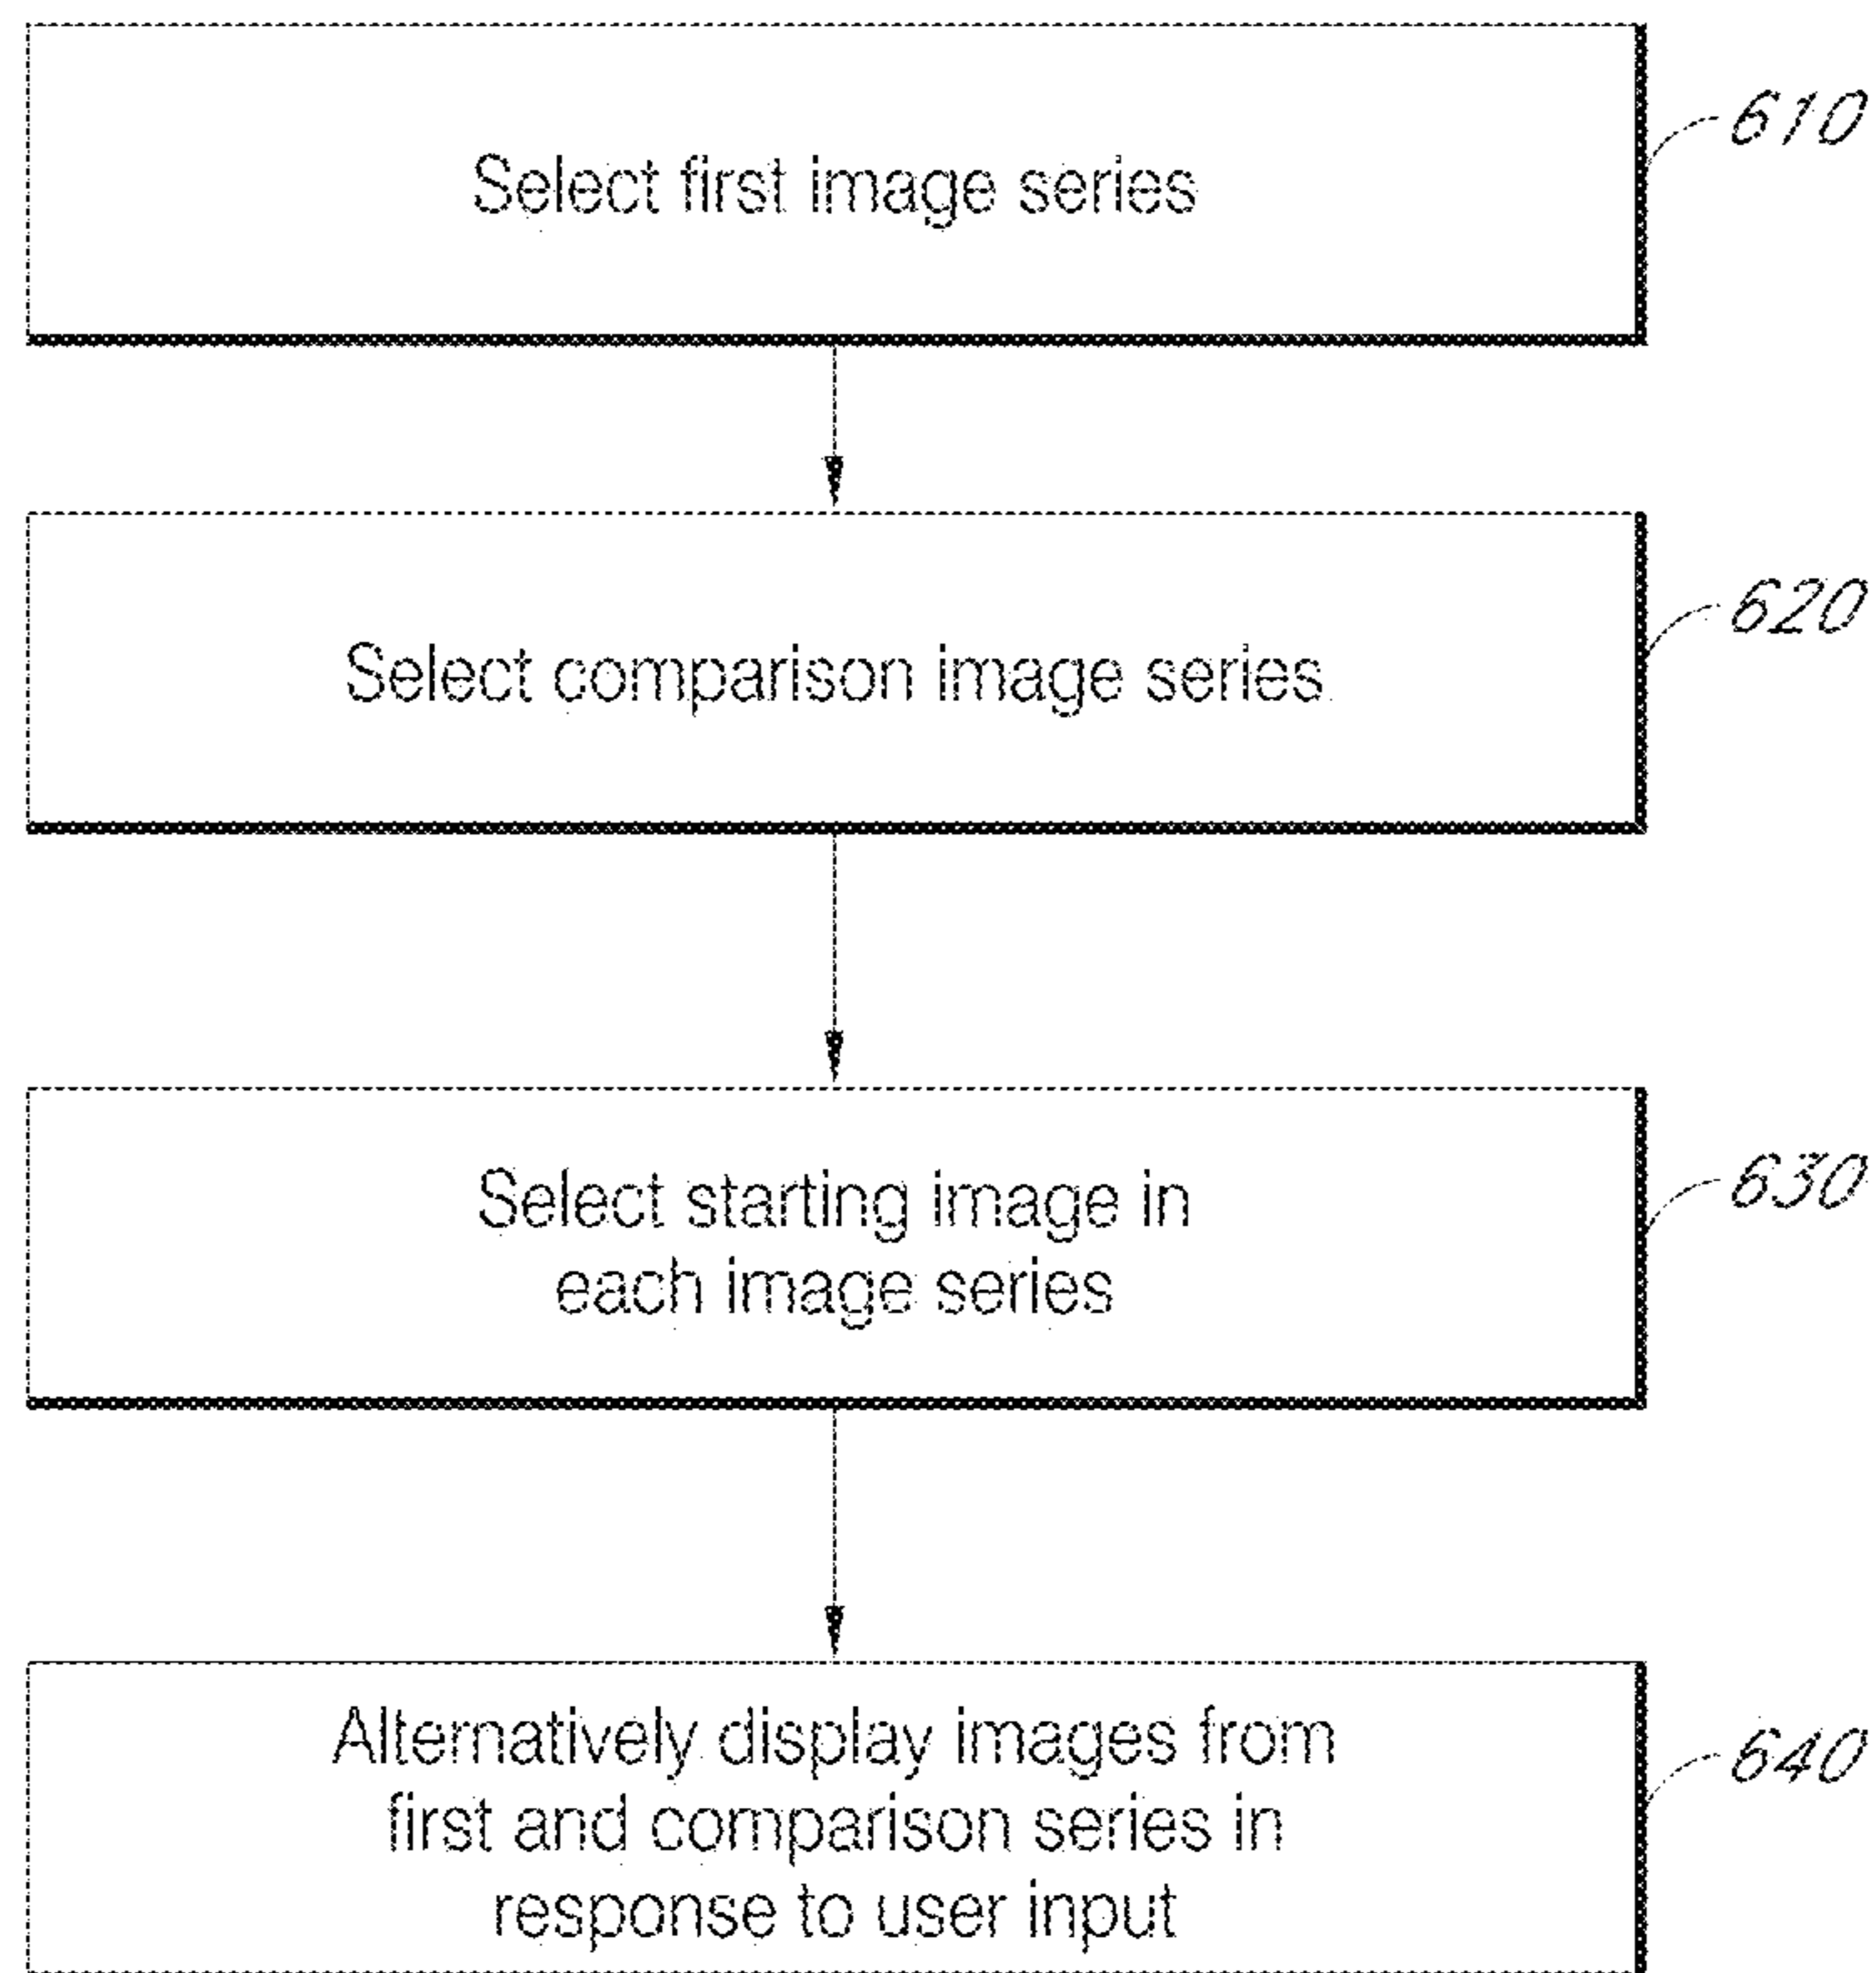 Select first image series
610
Select comparison image series
620
Select starting image in
each image series
630
Alternatively display images from
first and comparison series in
response to user input
640